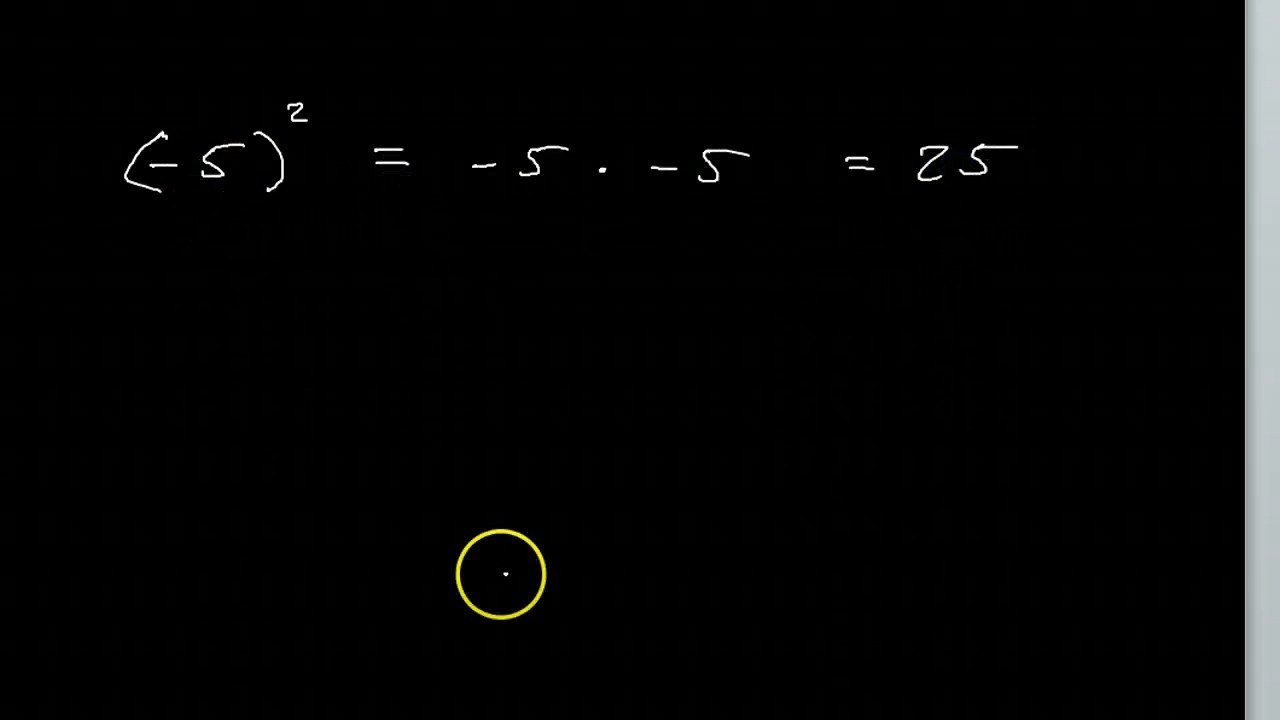 (-5)² = -5 · -5 = 25